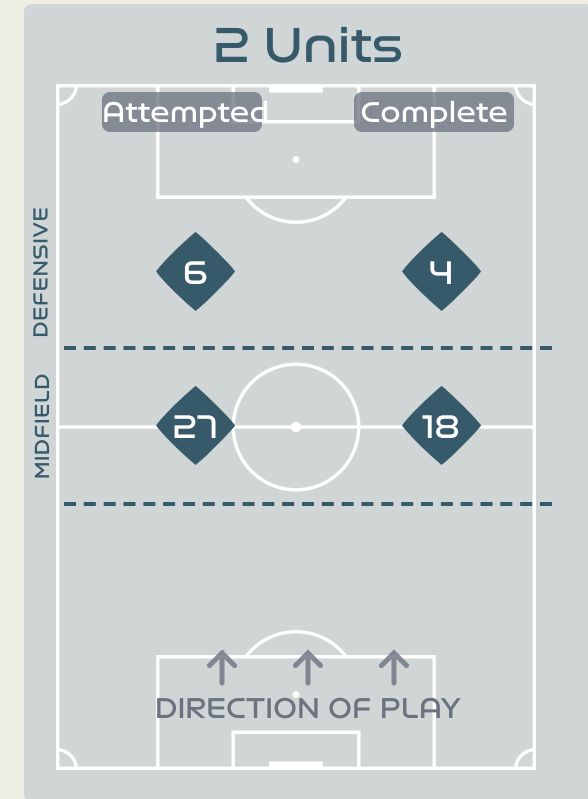 2 Units
Attempted Complete
DEFENSIVE
6 4
MIDFIELD
27 18
DIRECTION OF PLAY